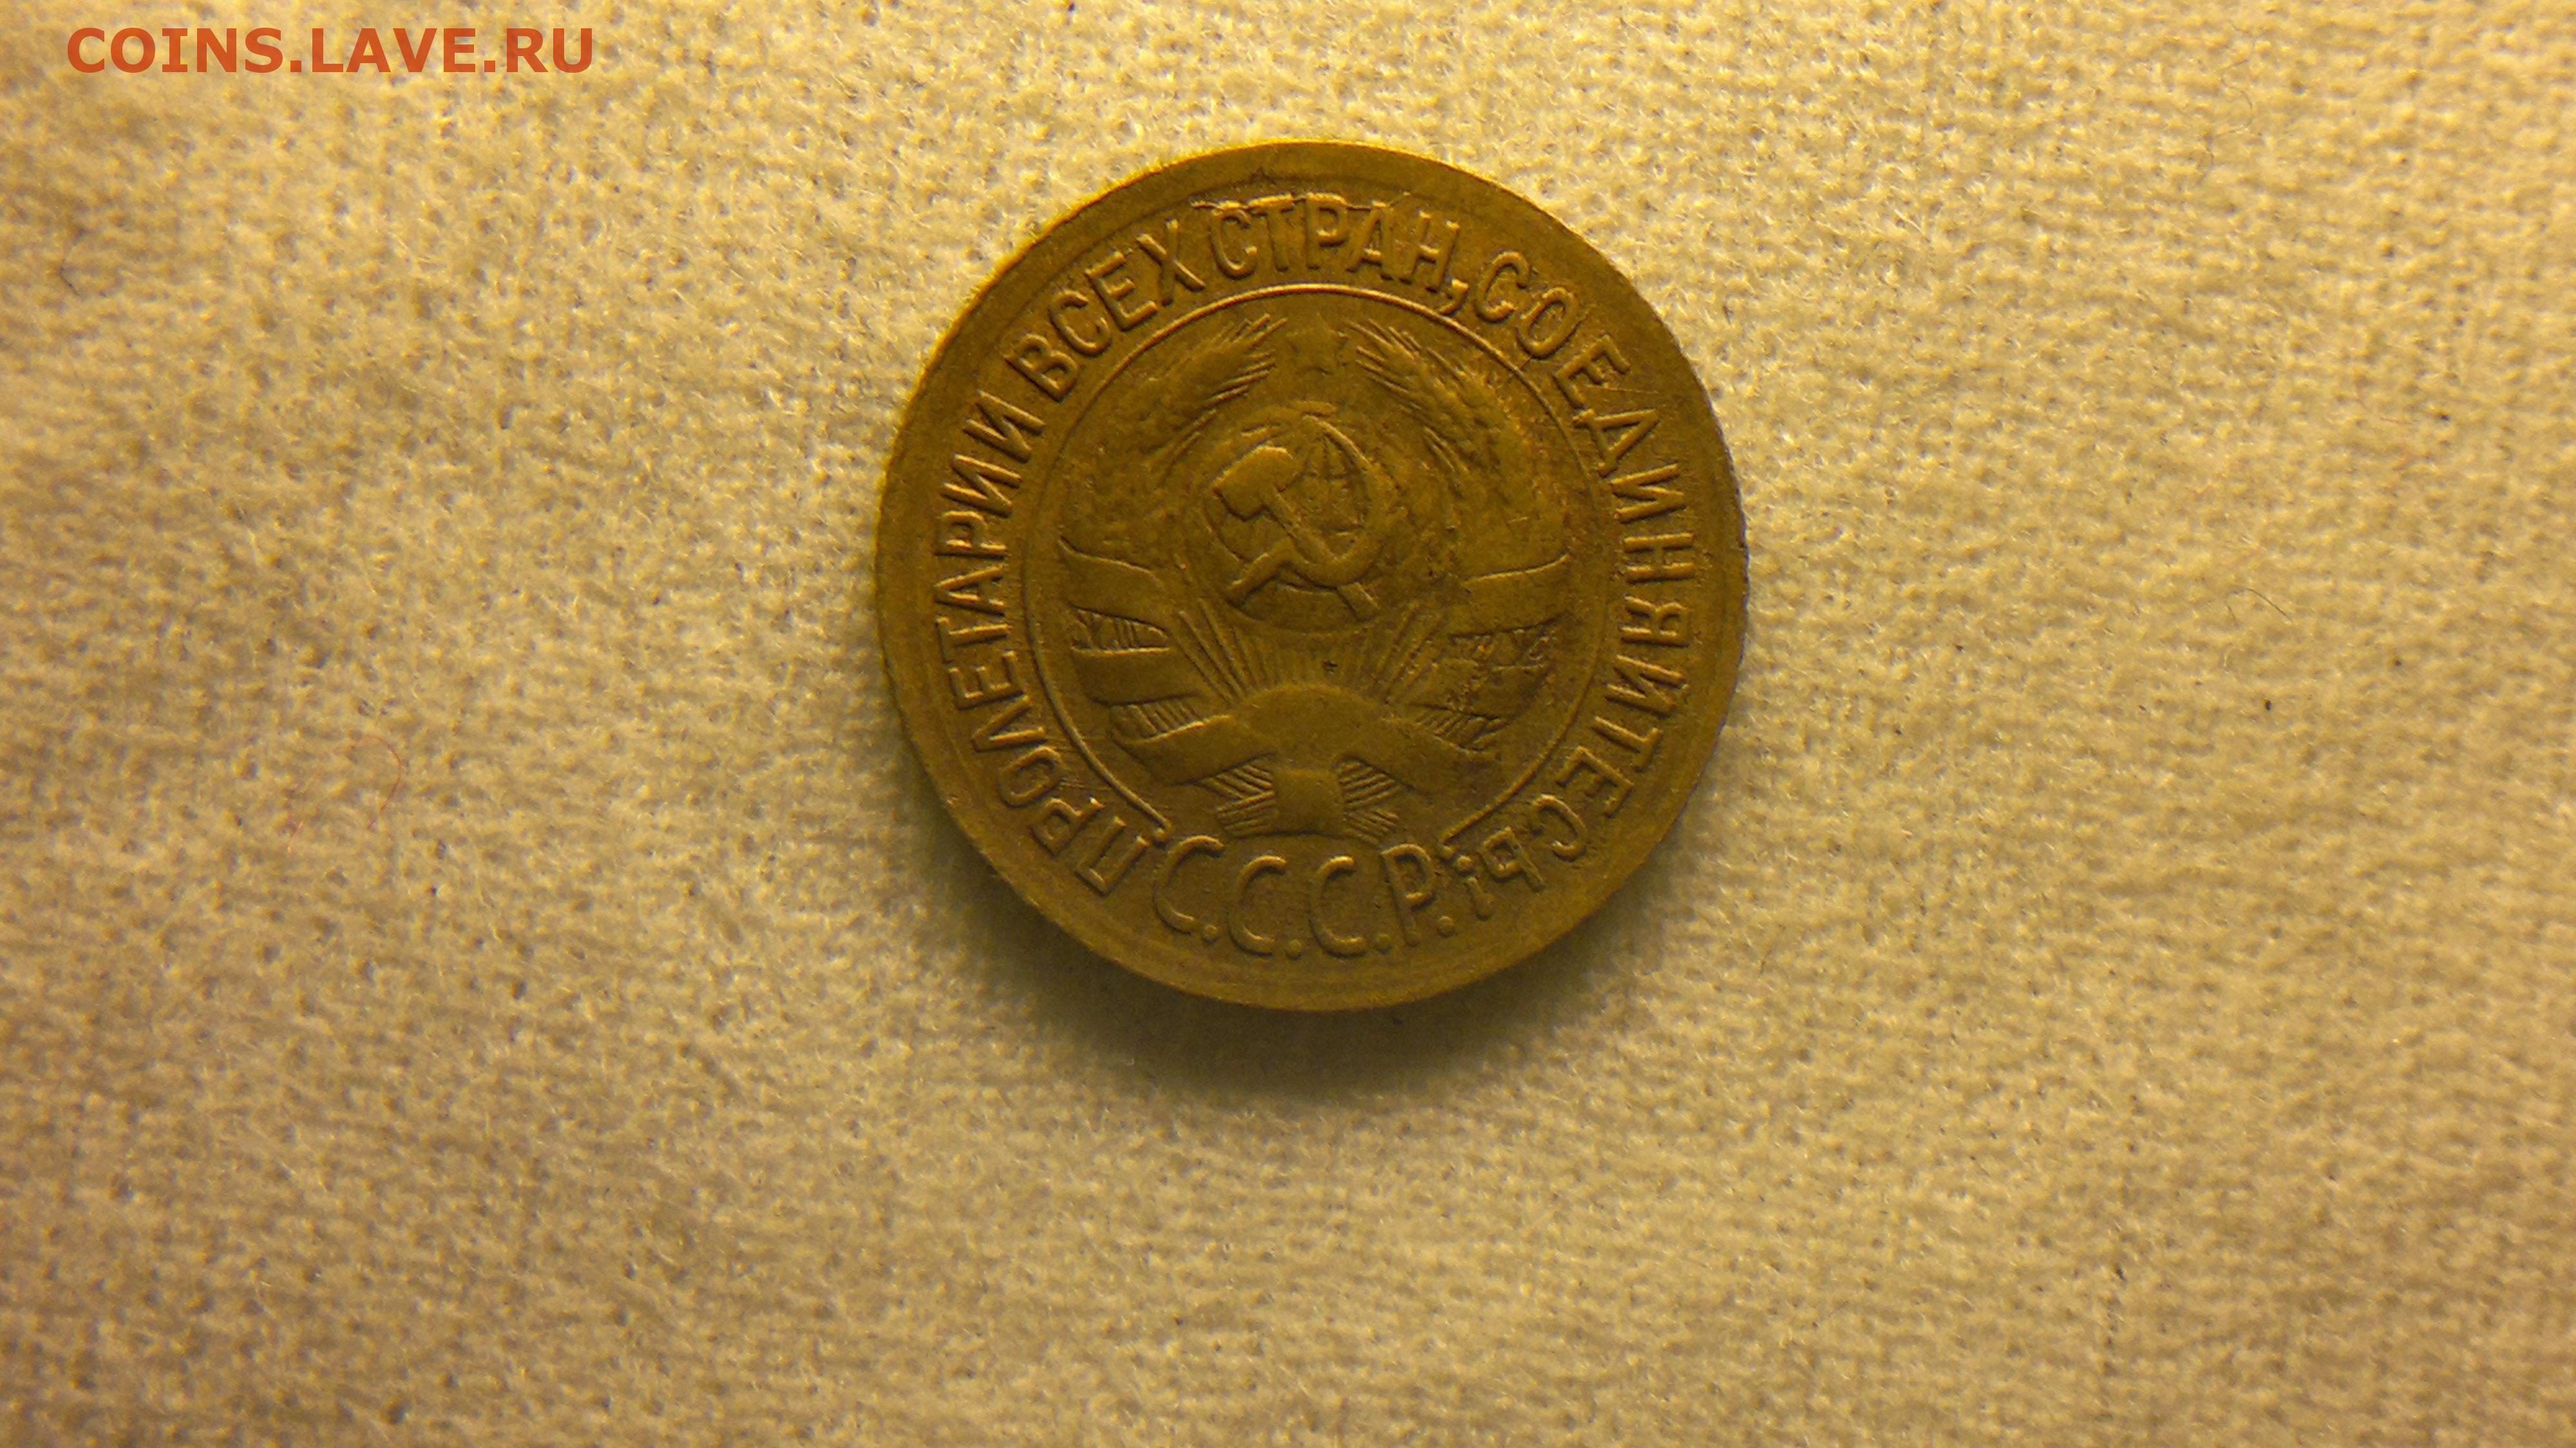 COINS.LAVE.RU
ПРОЛЕТАРИИ ВСЕХ СТРАН, СОЕДИНЯЙТЕСЬ!
С.С.С.Р.